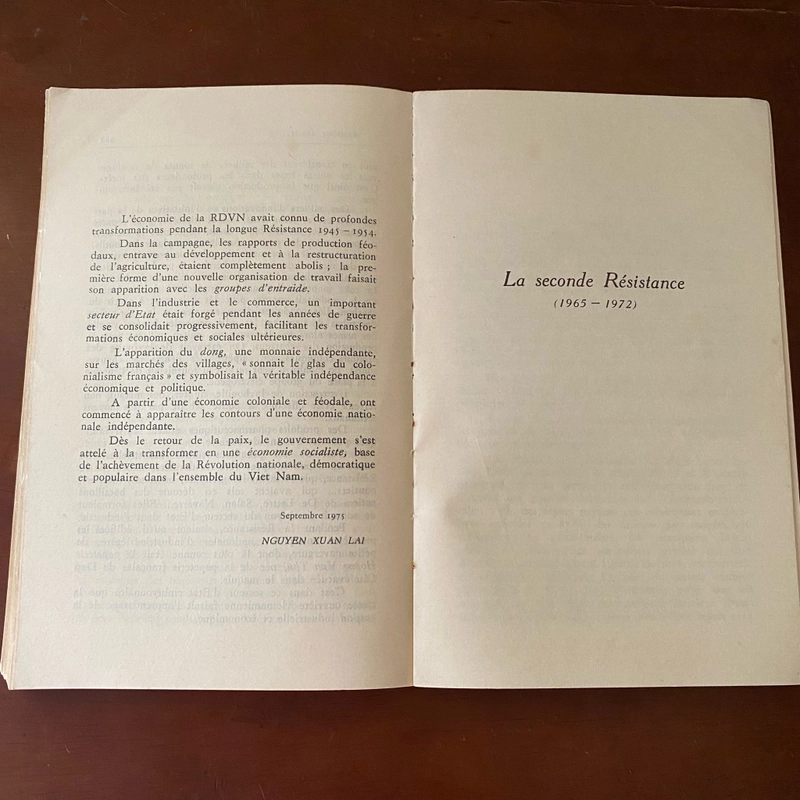 L'économie de la RDVN avait connu de profondes
transformations pendant la longue Résistance 1945 – 1954.
Dans la campagne, les rapports de production féo-
daux, entrave au développement et à la restructuration
de l'agriculture, étaient complètement abolis ; la pre-
mière forme d'une nouvelle organisation de travail faisait
son apparition avec les groupes d'entraide.
Dans l'industrie et le commerce, un important
secteur d'Etat était forgé pendant les années de guerre
et se consolidait progressivement, facilitant les transfor-
mations économiques et sociales ultérieures.
L'apparition du dong, une monnaie indépendante,
sur les marchés des villages, « sonnait le glas du colo-
nialisme français » et symbolisait la véritable indépendance
économique et politique.
A partir d'une économie coloniale et féodale, ont
commencé à apparaître les contours d'une économie natio-
nale indépendante.
Dès le retour de la paix, le gouvernement s'est
attelé à la transformer en une économie socialiste, base
de l'achèvement de la Révolution nationale, démocratique
et populaire dans l'ensemble du Viet Nam.
Septembre 1975
NGUYEN XUAN LAI
La seconde Résistance
(1965 – 1972)